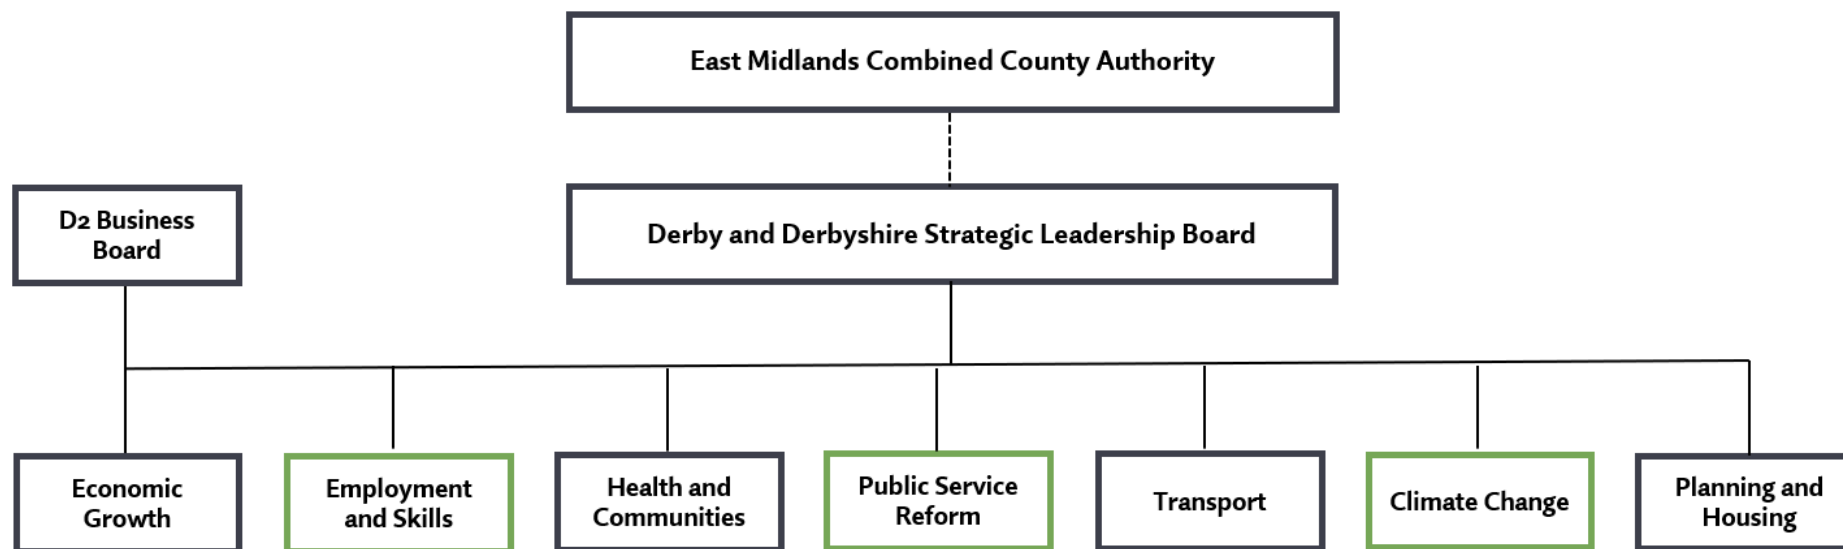 East Midlands Combined County Authority
D2 Business
Board
Derby and Derbyshire Strategic Leadership Board
Economic
Growth
Employment
and Skills
Health and
Communities
Public Service
Reform
Transport
Climate Change
Planning and
Housing